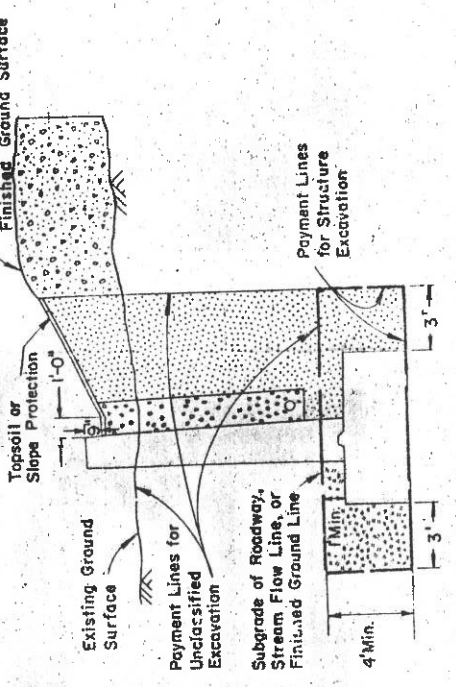 Finished Ground Surface
Topsoil or
Slope Protection
1'-0"
Existing Ground
Surface
Payment Lines for
Unclassified
Excavation
Payment Lines
for Structure
Excavation
Subgrade of Roadway,
Stream Flow Line, or
Finished Ground Line
1' Min.
4' Min.
3'
3'